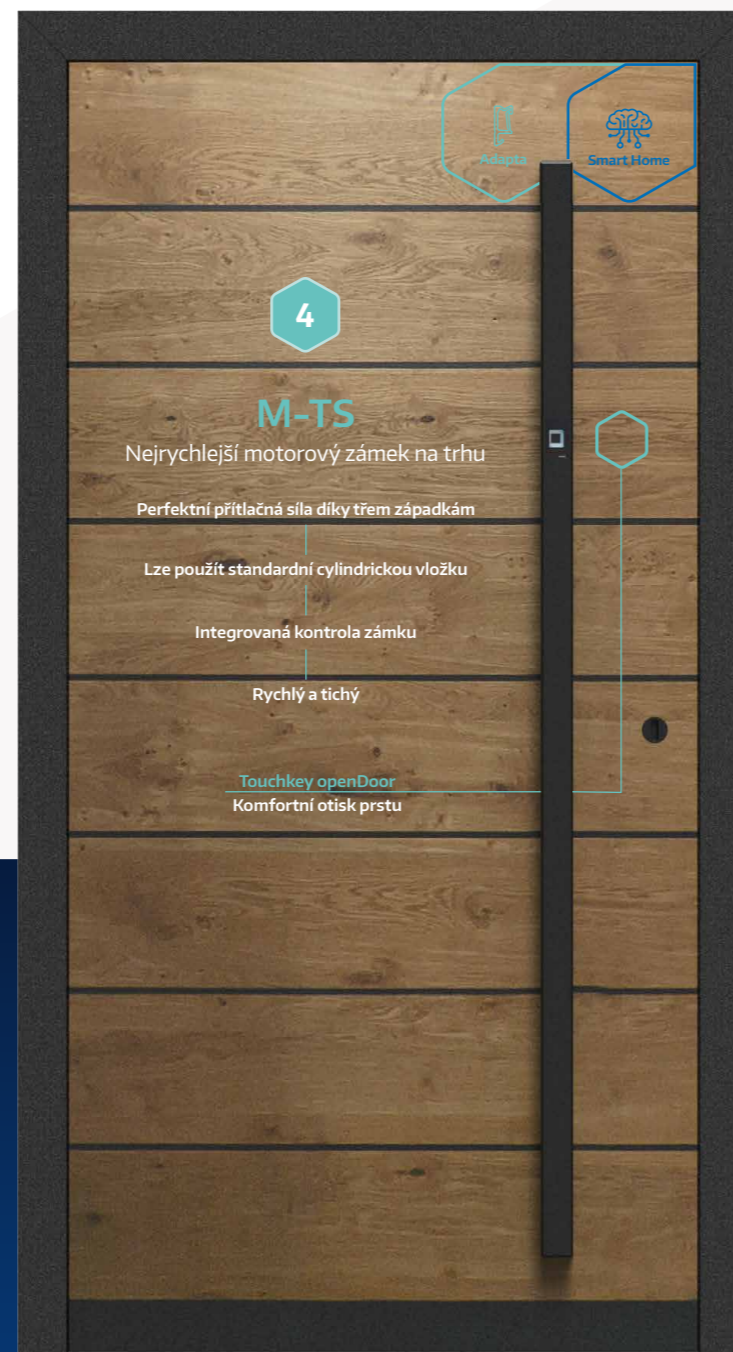 Adapta
Smart Home
4
M-TS
Nejrychlejší motorový zámek na trhu
Perfektní přítlačná síla díky třem západkám
Lze použít standardní cylindrickou vložku
Integrovaná kontrola zámku
Rychlý a tichý
Touchkey openDoor
Komfortní otisk prstu